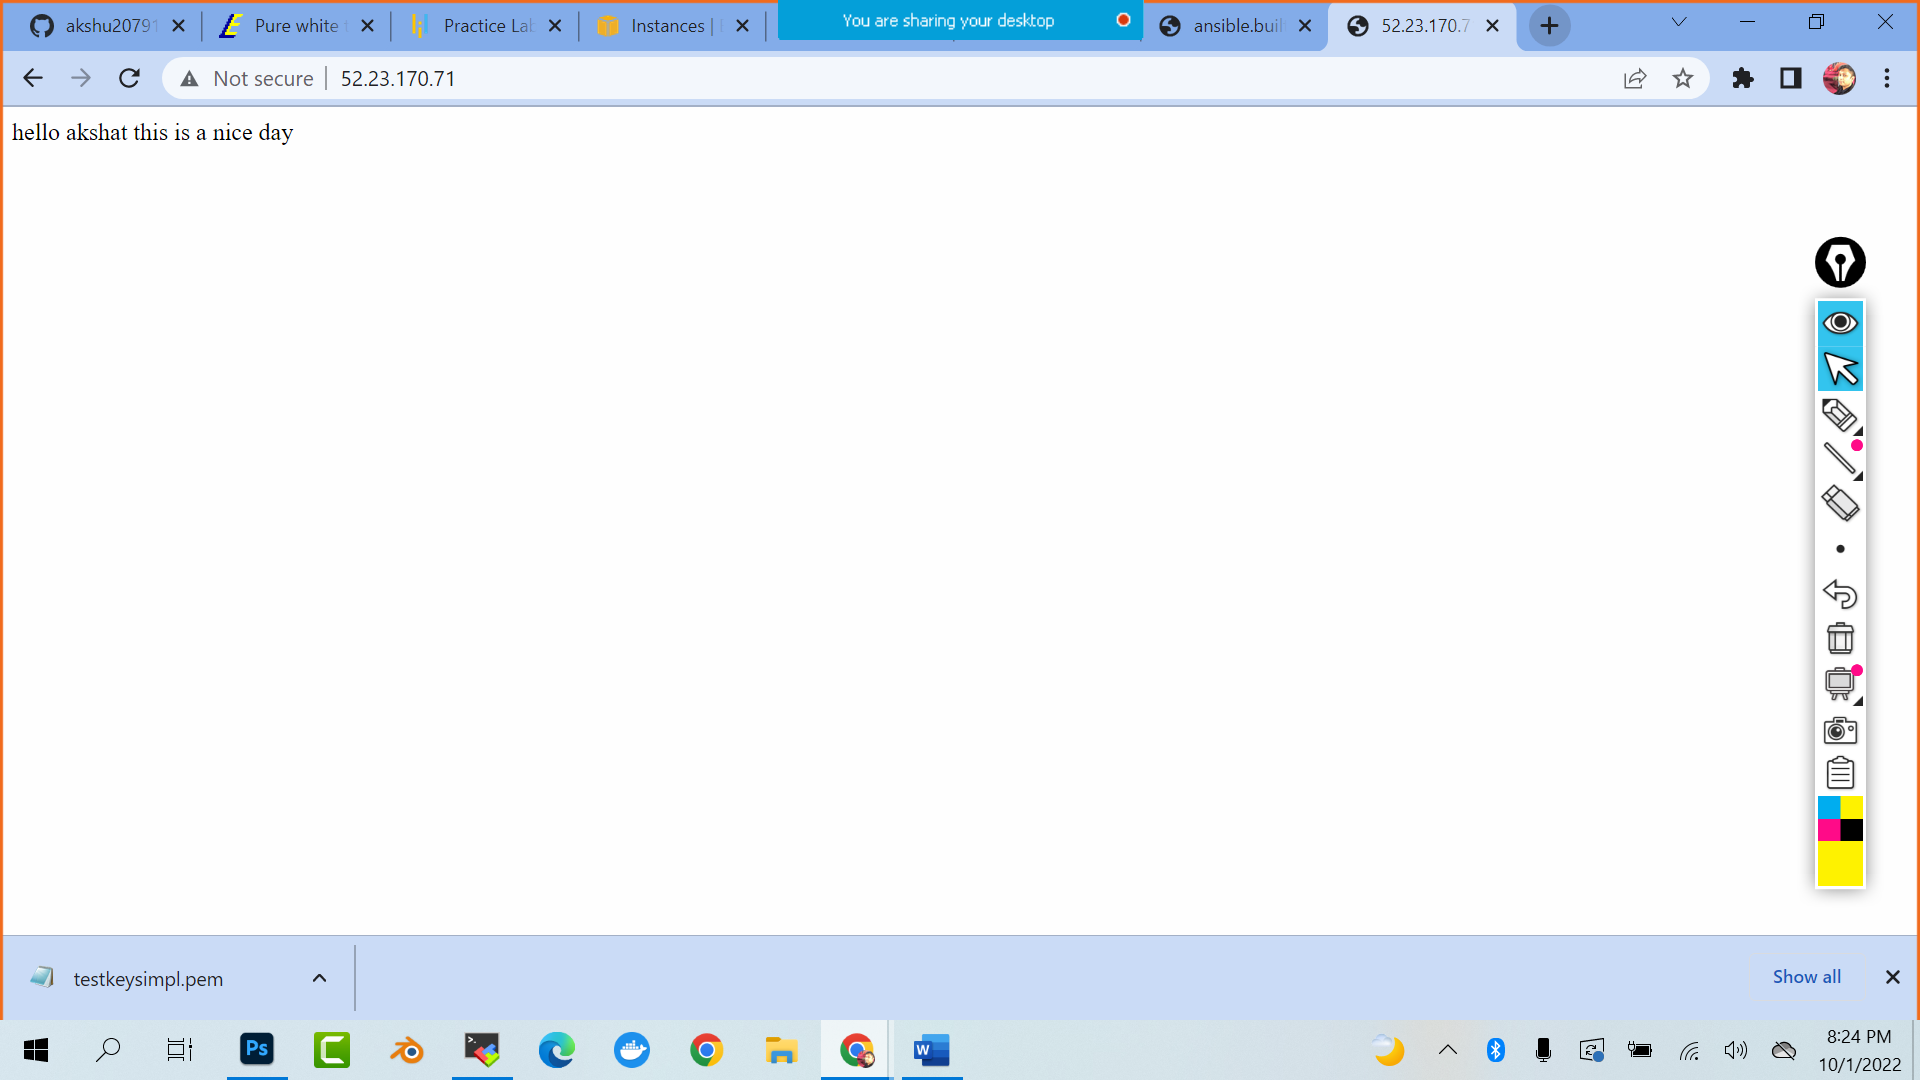 akshu20791
Pure white
Practice Lab
Instances |
You are sharing your desktop
ansible.buil
52.23.170.7
Not secure
52.23.170.71
hello akshat this is a nice day
testkeysimpl.pem
Show all
Ps
W
8:24 PM
10/1/2022